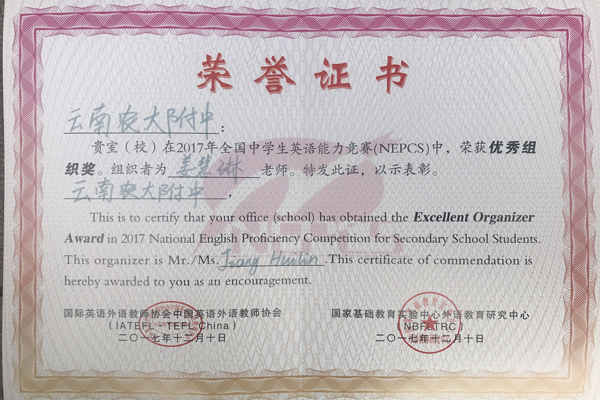 荣誉证书
云南农大附中：
贵室（校）在2017年全国中学生英语能力竞赛(NEPCS)中，荣获优秀组
织奖。组织者为姜慧琳老师。特发此证，以示表彰。
云南农大附中，
This is to certify that your office (school) has obtained the Excellent Organizer
Award in 2017 National English Proficiency Competition for Secondary School Students.
This organizer is Mr./Ms. Jiang Huilin .This certificate of commendation is
hereby awarded to you as an encouragement.
国际英语外语教师协会中国英语外语教师协会
（IATEFL · TEFL China）
二〇一七年十二月十日
国家基础教育实验中心外语教育研究中心
（NBFLTRC）
二〇一七年十二月十日